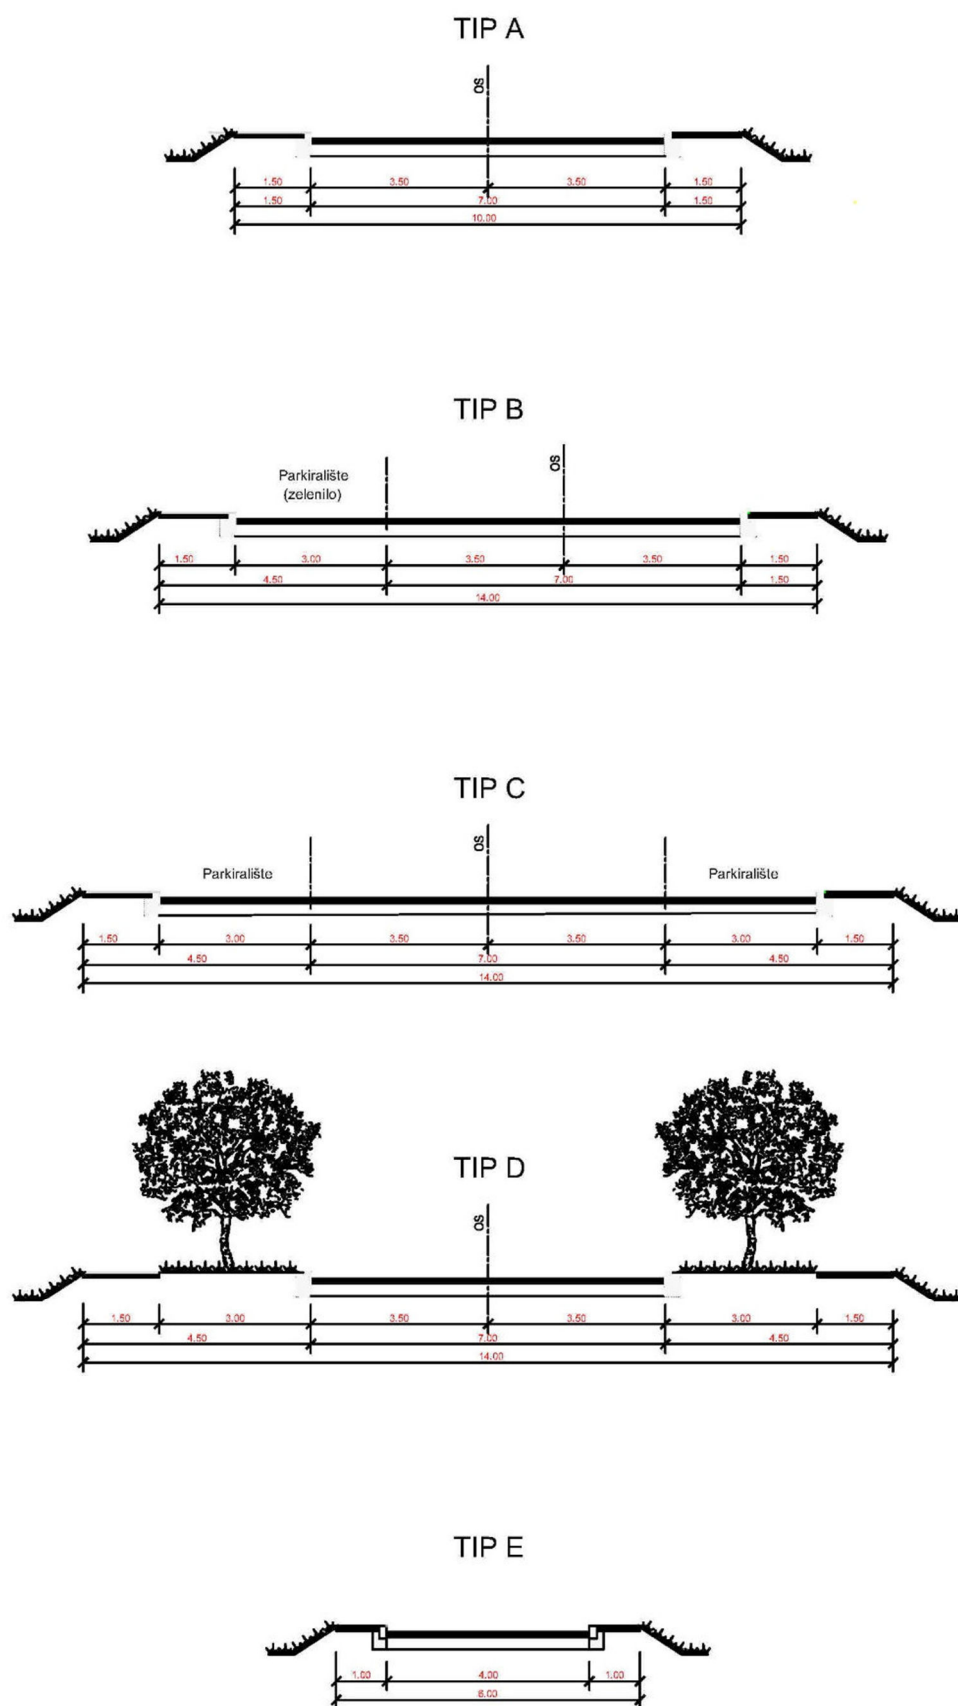 TIP A
OS
1.50 3.50 3.50 1.50
1.50 7.00 1.50
10.00
TIP B
OS
Parkiralište
(zelenilo)
1.50 3.00 3.50 3.50 1.50
4.50 7.00 1.50
14.00
TIP C
OS
Parkiralište Parkiralište
1.50 3.00 3.50 3.50 3.00 1.50
4.50 7.00 4.50
14.00
TIP D
OS
1.50 3.00 3.50 3.50 3.00 1.50
4.50 7.00 4.50
14.00
TIP E
1.00 4.00 1.00
6.00